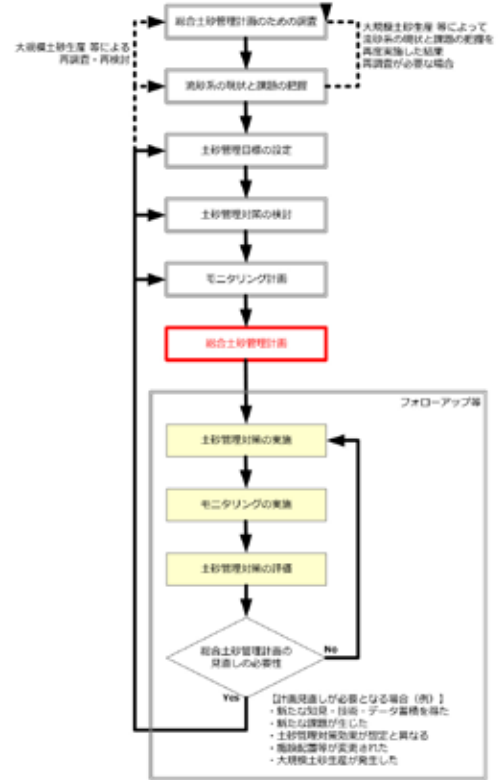 総合土砂管理計画のための調査
大規模土砂生産 等によって
流砂系の現状と課題の把握を
再度実施した結果
再調査が必要な場合
大規模土砂生産 等による
再調査・再検討
流砂系の現状と課題の把握
土砂管理目標の設定
土砂管理対策の検討
モニタリング計画
総合土砂管理計画
フォローアップ等
土砂管理対策の実施
モニタリングの実施
土砂管理対策の評価
総合土砂管理計画の
見直しの必要性
No
Yes
【計画見直しが必要となる場合（例）】
・新たな知見・技術・データ蓄積を得た
・新たな課題が生じた
・土砂管理対策効果が想定と異なる
・施設配置等が変更された
・大規模土砂生産が発生した